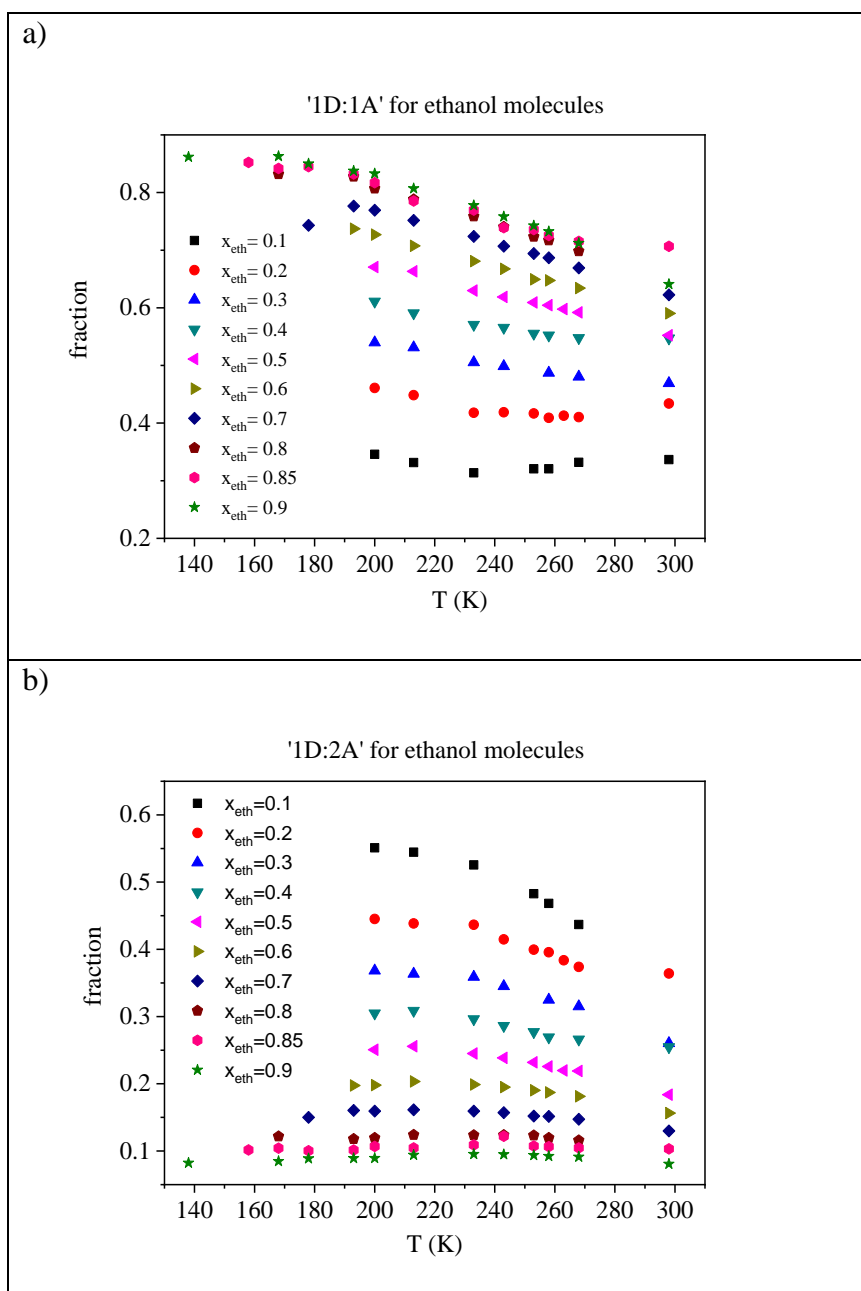 a)
'1D:1A' for ethanol molecules
0.8
0.6
0.4
0.2
fraction
x_eth= 0.1
x_eth= 0.2
x_eth= 0.3
x_eth= 0.4
x_eth= 0.5
x_eth= 0.6
x_eth= 0.7
x_eth= 0.8
x_eth= 0.85
x_eth= 0.9
140 160 180 200 220 240 260 280 300
T (K)
b)
'1D:2A' for ethanol molecules
0.6
0.5
0.4
0.3
0.2
0.1
fraction
x_eth=0.1
x_eth=0.2
x_eth=0.3
x_eth=0.4
x_eth=0.5
x_eth=0.6
x_eth=0.7
x_eth=0.8
x_eth=0.85
x_eth=0.9
140 160 180 200 220 240 260 280 300
T (K)